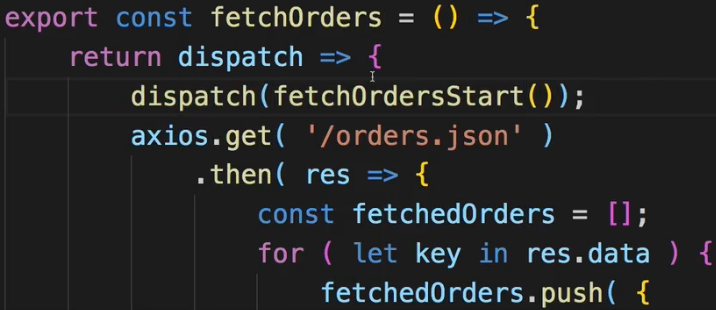 export const fetchOrders = () => {
return dispatch => {
dispatch(fetchOrdersStart());
axios.get( '/orders.json' )
.then( res => {
const fetchedOrders = [];
for ( let key in res.data ) {
fetchedOrders.push( {